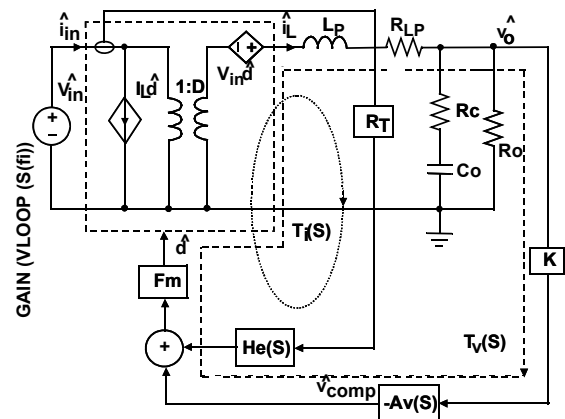 î_in
î_L
L_P
R_LP
v̂_o
V̂_in
I_L d̂
1:D
V_in d̂
R_T
Rc
Ro
Co
T_i(S)
GAIN (VLOOP (S(fi))
d̂
Fm
K
+
He(S)
T_v(S)
v̂_comp
-Av(S)